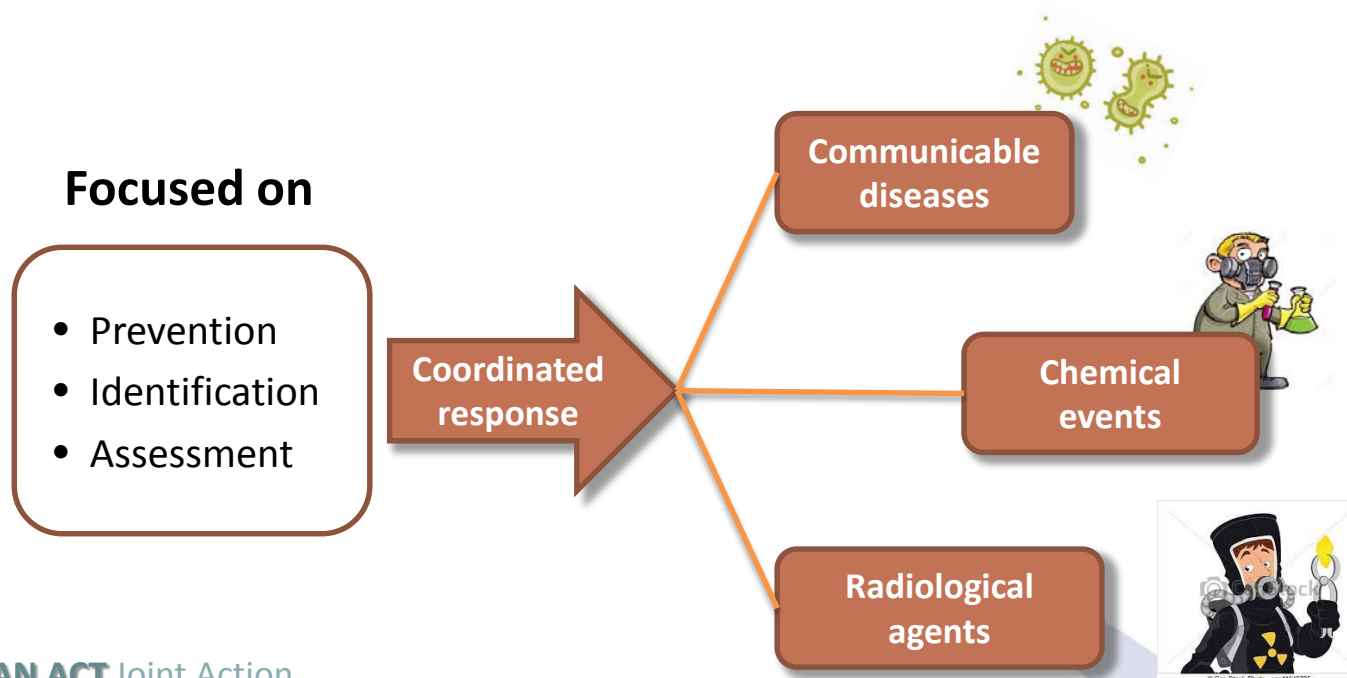 Focused on
• Prevention
• Identification
• Assessment
Coordinated
response
Communicable
diseases
Chemical
events
Radiological
agents
AN ACT Joint Action